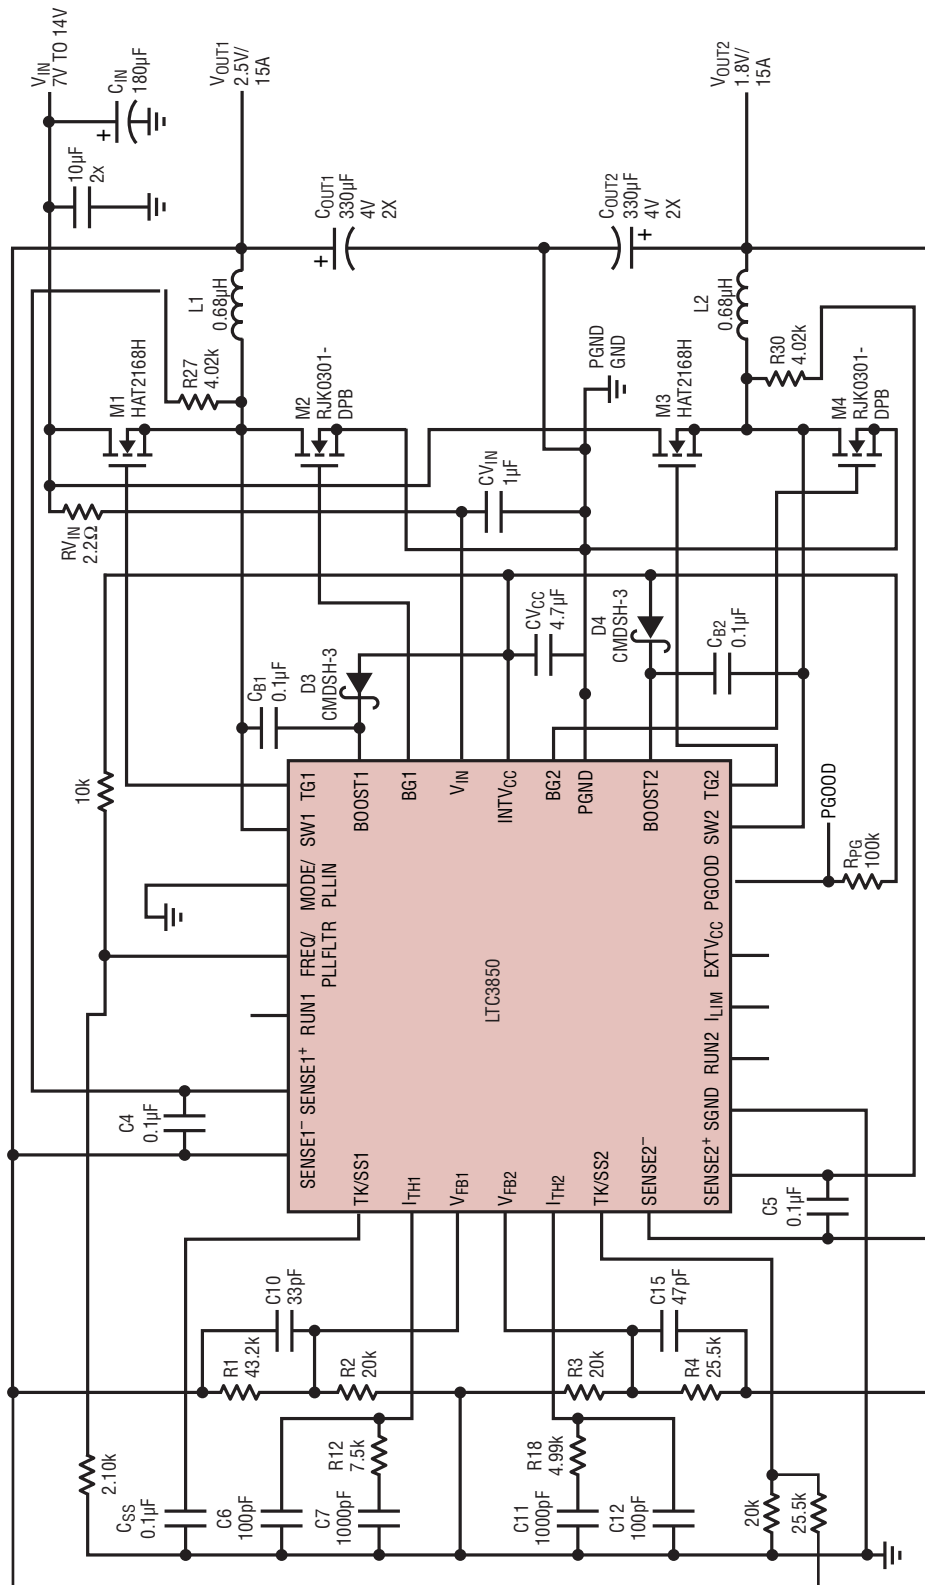 VIN
7V TO 14V
CIN
180µF
+
10µF
2x
VOUT1
2.5V/
15A
COUT1
330µF
4V
2X
+
COUT2
330µF
4V
2X
+
VOUT2
1.8V/
15A
L1
0.68µH
L2
0.68µH
M1
HAT2168H
R27
4.02k
M2
RJK0301-
DPB
PGND
GND
M3
HAT2168H
R30
4.02k
M4
RJK0301-
DPB
RVIN
2.2Ω
CVIN
1µF
CVCC
4.7µF
D4
CMDSH-3
CB2
0.1µF
CB1
0.1µF
D3
CMDSH-3
10k
TG1
SW1
BOOST1
BG1
VIN
INTVCC
BG2
PGND
BOOST2
TG2
SW2
MODE/
PLLIN
FREQ/
PLLFLTR
RUN1
SENSE1+
SENSE1–
LTC3850
PGOOD
EXTVCC
ILIM
RUN2
SGND
SENSE2+
PGOOD
RPG
100k
TK/SS1
ITH1
VFB1
VFB2
ITH2
TK/SS2
SENSE2–
C4
0.1µF
C5
0.1µF
C10
33pF
C15
47pF
R1
43.2k
R2
20k
R3
20k
R4
25.5k
2.10k
CSS
0.1µF
C6
100pF
R12
7.5k
C7
1000pF
R18
4.99k
C11
1000pF
C12
100pF
20k
25.5k